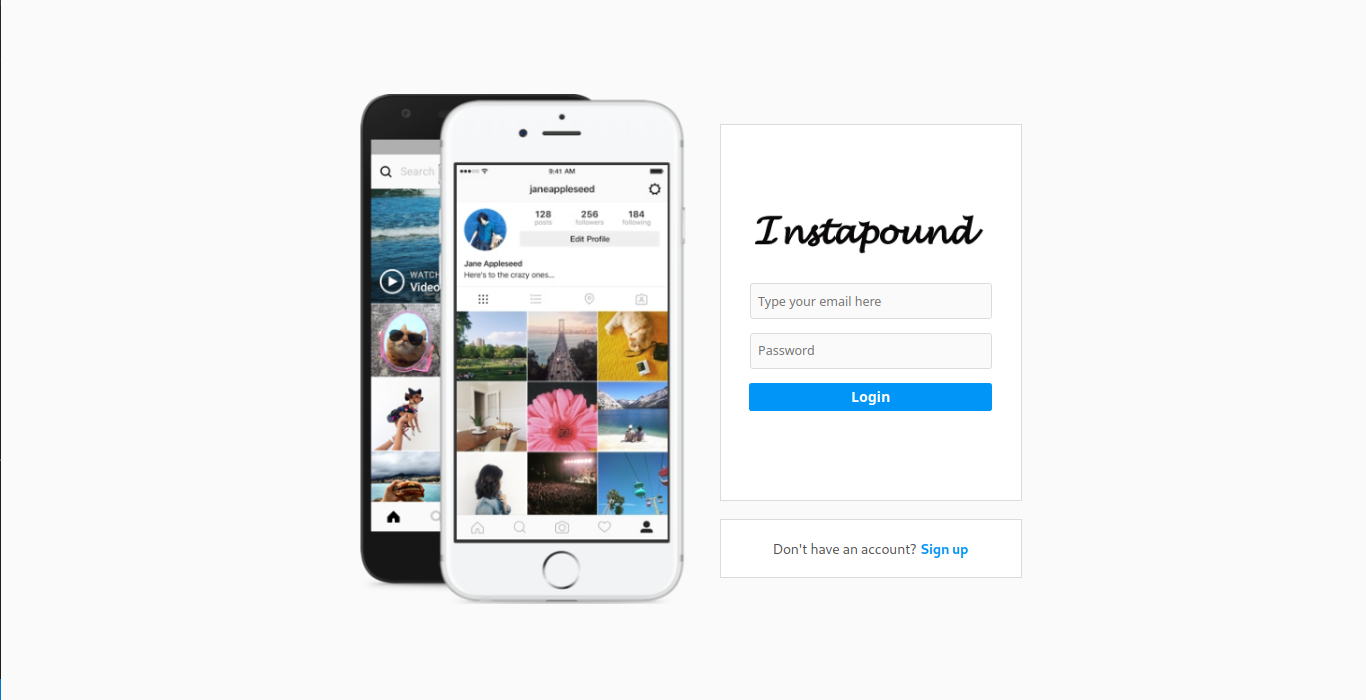 Search
WATCH
Video
9:41 AM
janeappleseed
128 256 184
posts followers following
Edit Profile
Jane Appleseed
Here's to the crazy ones...
Instapound
Type your email here
Password
Login
Don't have an account? Sign up